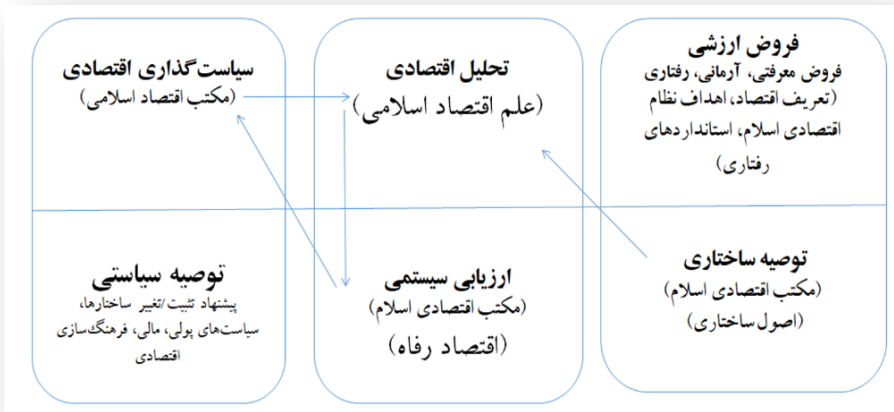 فروض ارزشی
فروض معرفتی، آرمانی، رفتاری
(تعریف اقتصاد، اهداف نظام
اقتصادی اسلام، استانداردهای
رفتاری)
توصیه ساختاری
(مکتب اقتصادی اسلام)
(اصول ساختاری)
تحلیل اقتصادی
(علم اقتصاد اسلامی)
ارزیابی سیستمی
(مکتب اقتصادی اسلام)
(اقتصاد رفاه)
سیاست‌گذاری اقتصادی
(مکتب اقتصاد اسلامی)
توصیه سیاستی
پیشنهاد تثبیت/تغییر ساختارها،
سیاست‌های پولی، مالی، فرهنگ‌سازی
اقتصادی